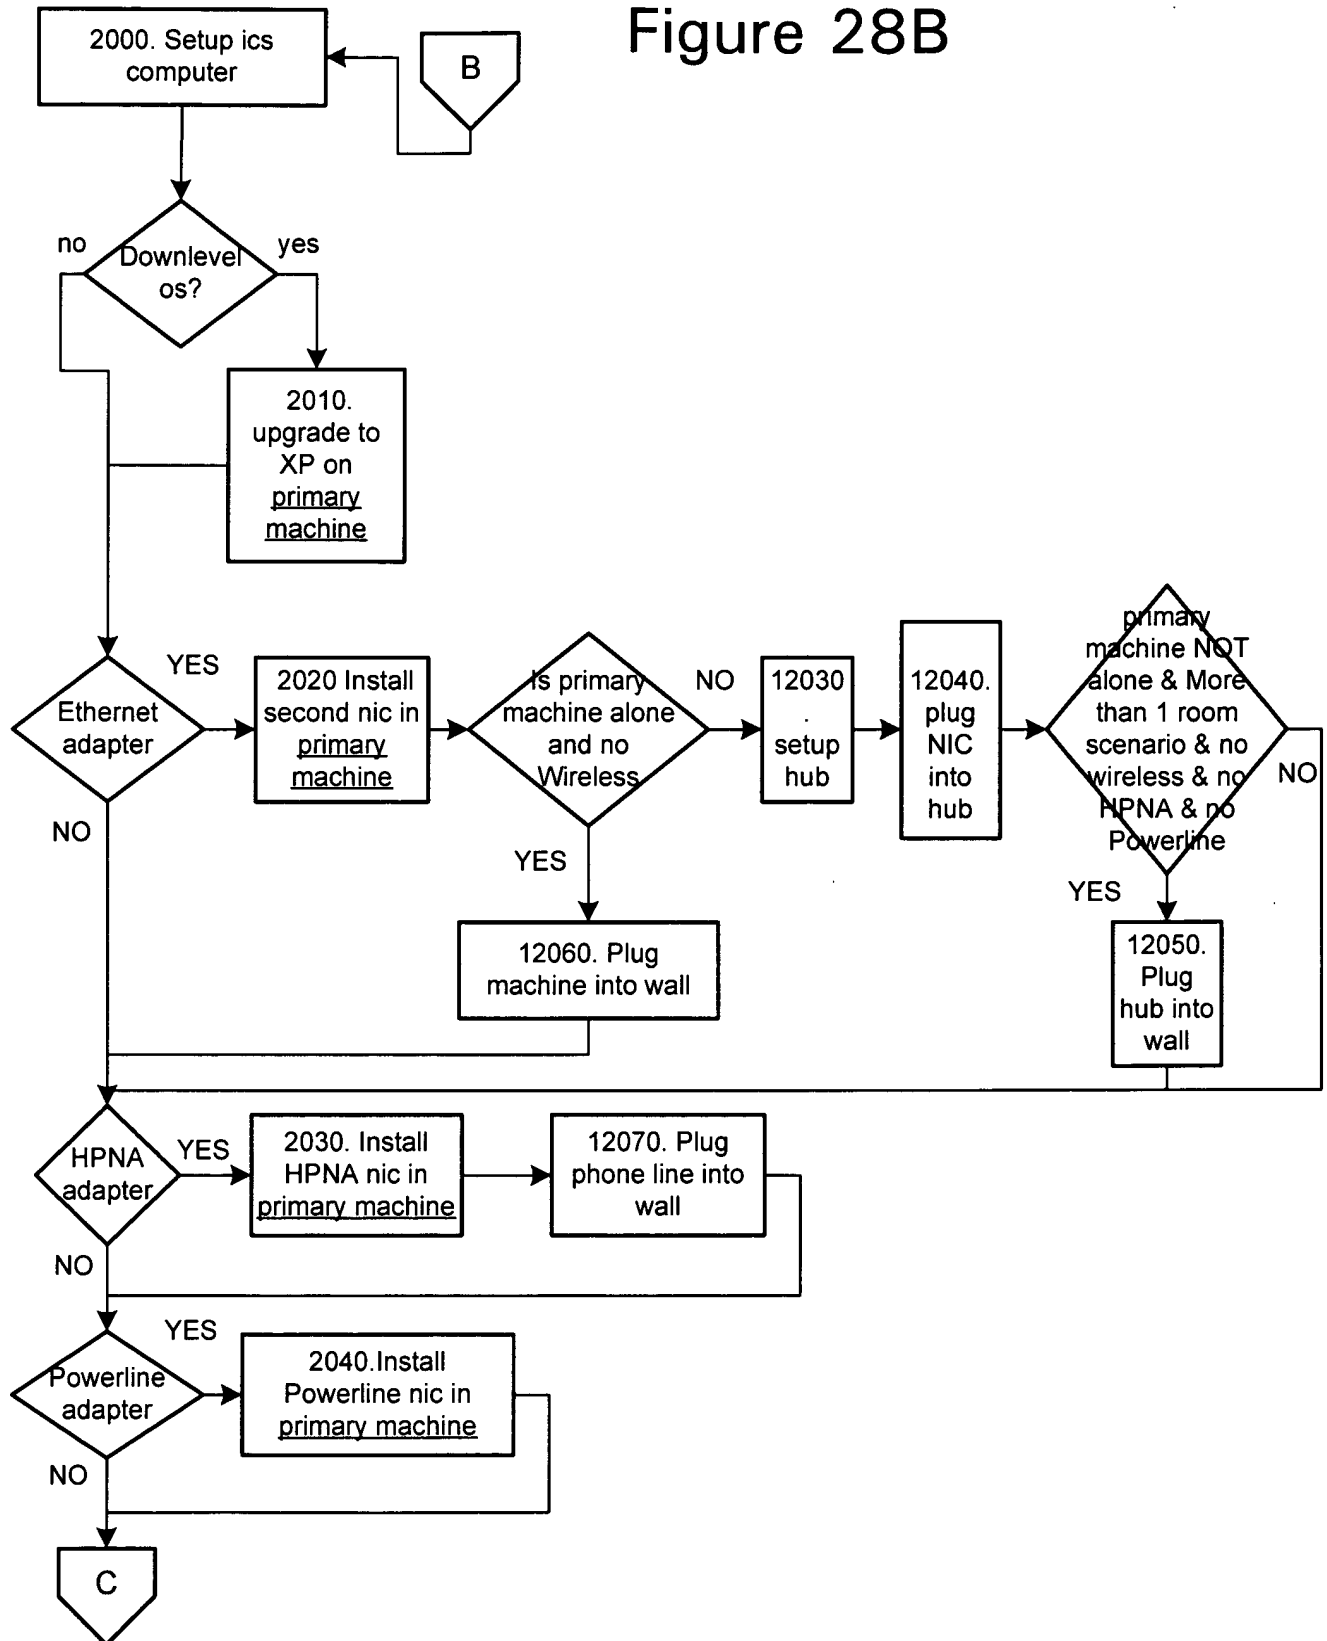 Figure 28B
2000. Setup ics
computer
B
no
yes
Downlevel
os?
2010.
upgrade to
XP on
primary
machine
Ethernet
adapter
YES
NO
2020 Install
second nic in
primary
machine
Is primary
machine alone
and no
Wireless
NO
YES
12030
.
setup
hub
12040.
plug
NIC
into
hub
primary
machine NOT
alone & More
than 1 room
scenario & no
wireless & no
HPNA & no
Powerline
NO
YES
12060. Plug
machine into wall
12050.
Plug
hub into
wall
HPNA
adapter
YES
NO
2030. Install
HPNA nic in
primary machine
12070. Plug
phone line into
wall
Powerline
adapter
YES
NO
2040.Install
Powerline nic in
primary machine
C